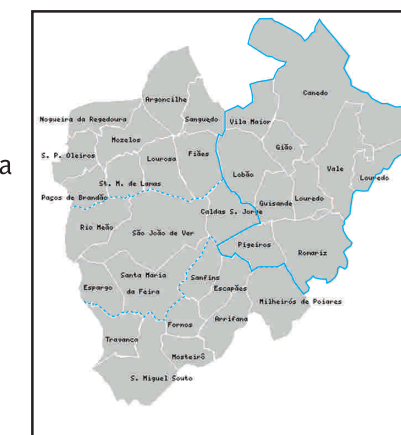 a
Canedo
Argoncilhe
Nogueira da Regedoura
Sanguedo
Vila Maior
Mozelos
Gião
S. P. Oleiros
Lourosa
Fiães
Vale
Lobão
Louredo
St. M. de Lamas
Paços de Brandão
Guisande
Louredo
Caldas S. Jorge
Rio Meão
São João de Ver
Pigeiros
Romariz
Santa Maria
da Feira
Sanfins
Espargo
Escapães
Milheirós de Poiares
Fornos
Arrifana
Travanca
Mosteirô
S. Miguel Souto